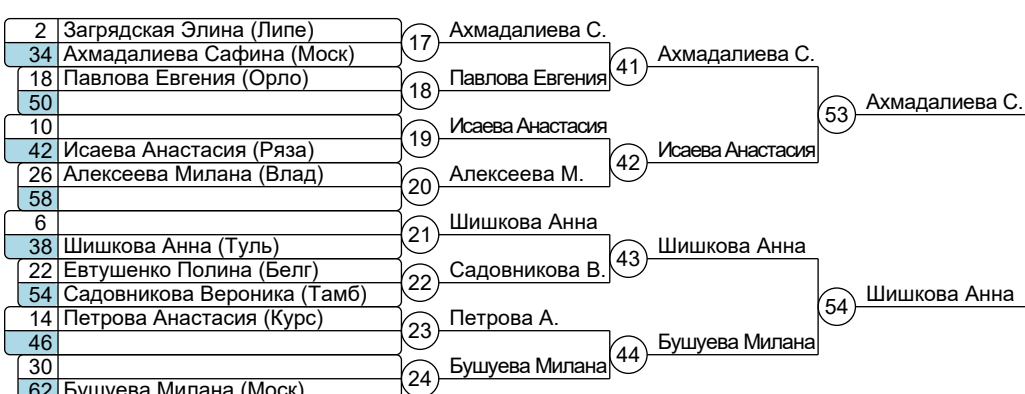 2 Загрядская Элина (Липе)
34 Ахмадалиева Сафина (Моск)
18 Павлова Евгения (Орло)
50
10
42 Исаева Анастасия (Ряза)
26 Алексеева Милана (Влад)
58
6
38 Шишкова Анна (Туль)
22 Евтушенко Полина (Белг)
54 Садовникова Вероника (Тамб)
14 Петрова Анастасия (Курс)
46
30
62 Бушуева Милана (Моск)
17 Ахмадалиева С.
18 Павлова Евгения
19 Исаева Анастасия
20 Алексеева М.
21 Шишкова Анна
22 Садовникова В.
23 Петрова А.
24 Бушуева Милана
41 Ахмадалиева С.
42 Исаева Анастасия
43 Шишкова Анна
44 Бушуева Милана
53 Ахмадалиева С.
54 Шишкова Анна